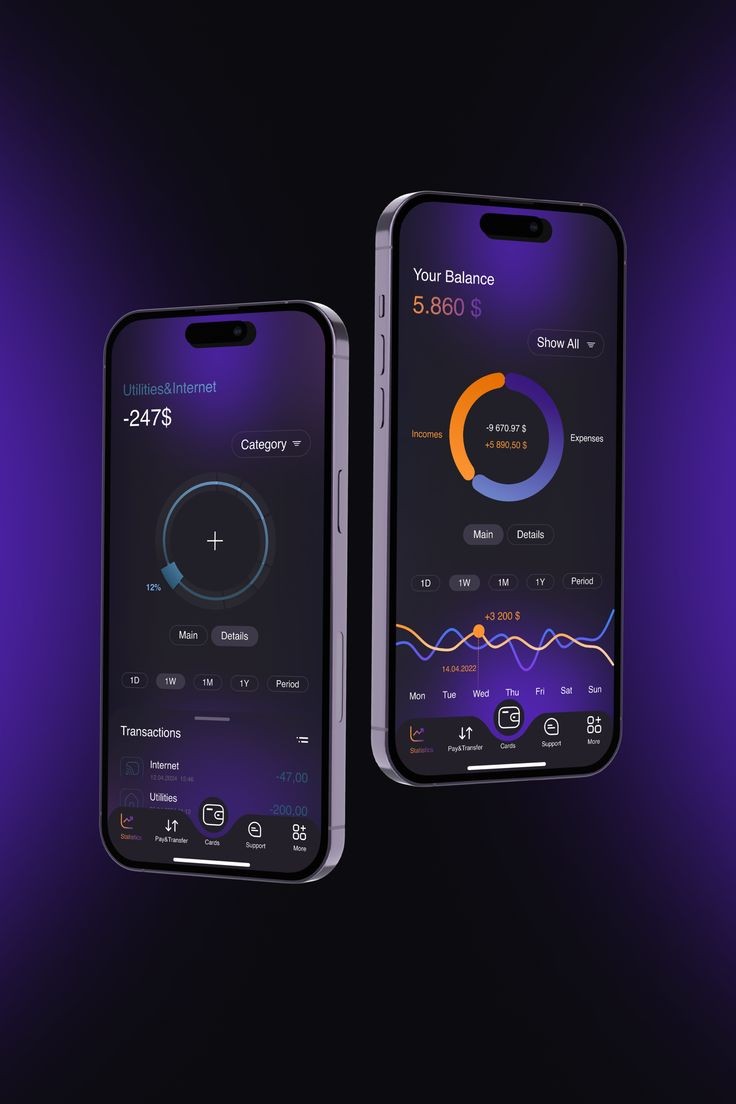 Utilities&Internet
-247$
Category
+
12%
Main Details
1D 1W 1M 1Y Period
Transactions
Internet
12.04.2024 10:46
-47,00
Utilities
-200,00
Statistics Pay&Transfer Cards Support More
Your Balance
5.860 $
Show All
Incomes
-9 670.97 $
+5 890,50 $
Expenses
Main Details
1D 1W 1M 1Y Period
+3 200 $
14.04.2022
Mon Tue Wed Thu Fri Sat Sun
Statistics Pay&Transfer Cards Support More